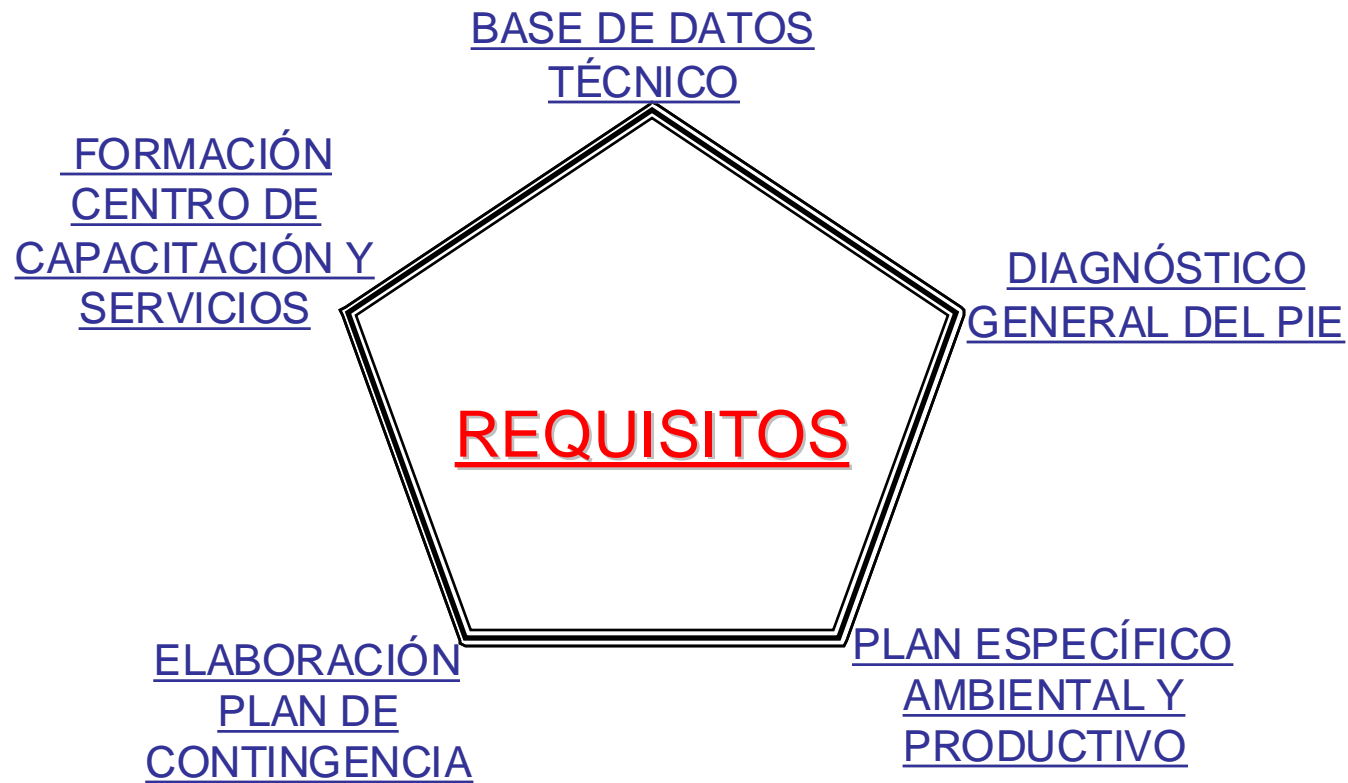 BASE DE DATOS
TÉCNICO
FORMACIÓN
CENTRO DE
CAPACITACIÓN Y
SERVICIOS
DIAGNÓSTICO
GENERAL DEL PIE
REQUISITOS
ELABORACIÓN
PLAN DE
CONTINGENCIA
PLAN ESPECÍFICO
AMBIENTAL Y
PRODUCTIVO